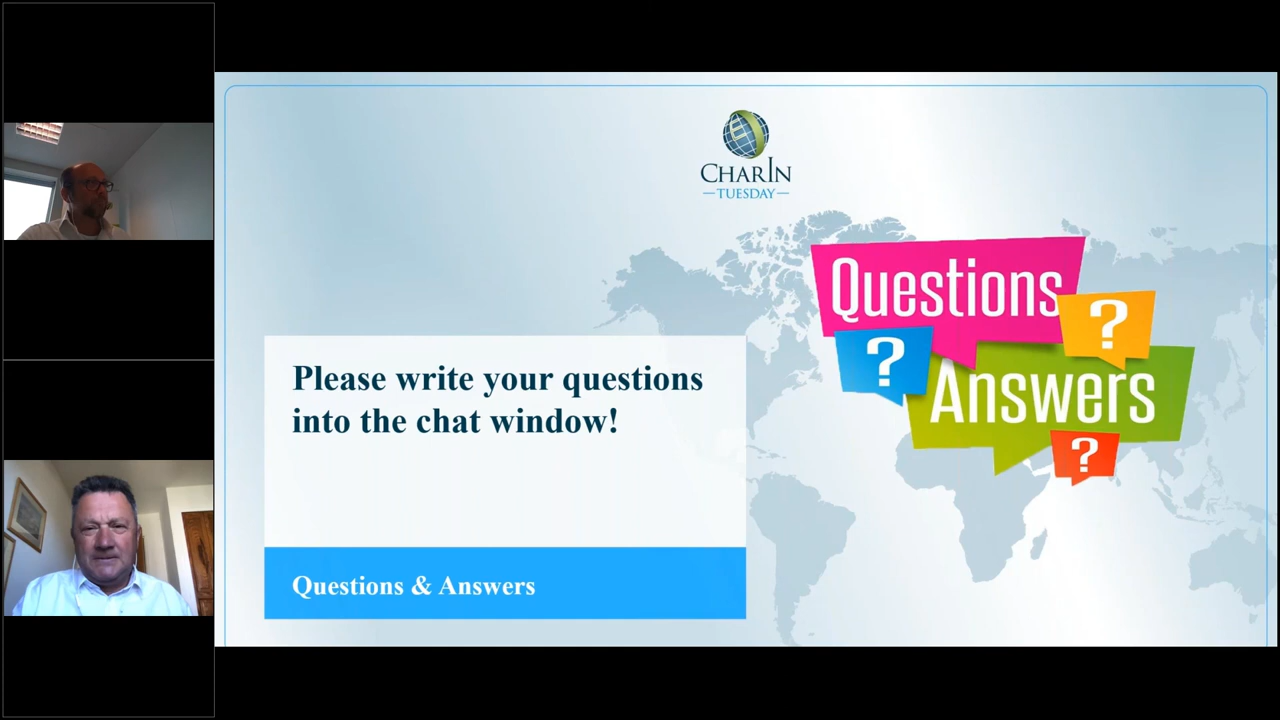 CHARIN
TUESDAY
Questions
?
?
Answers
?
Please write your questions
into the chat window!
Questions & Answers